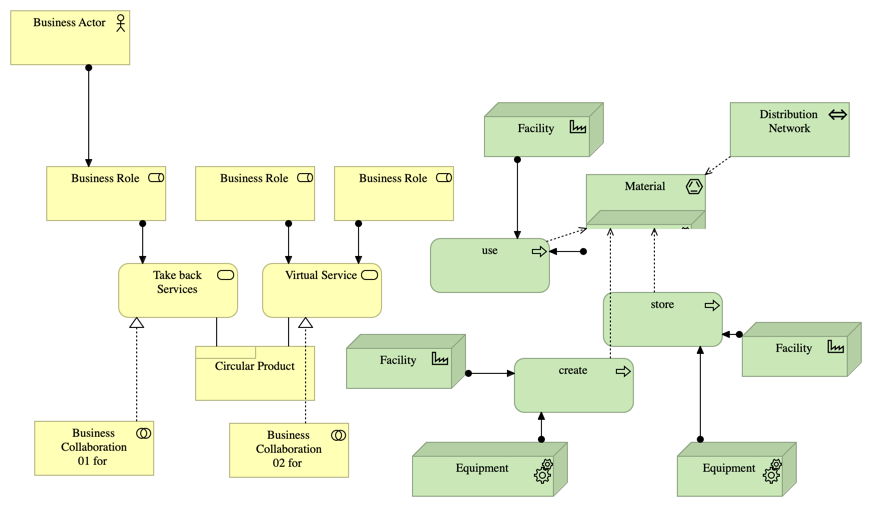 Business Actor
Facility
Distribution
Network
Business Role
Business Role
Business Role
Material
use
Take back
Services
Virtual Service
store
Facility
Facility
Circular Product
create
Business
Collaboration
01 for
Business
Collaboration
02 for
Equipment
Equipment